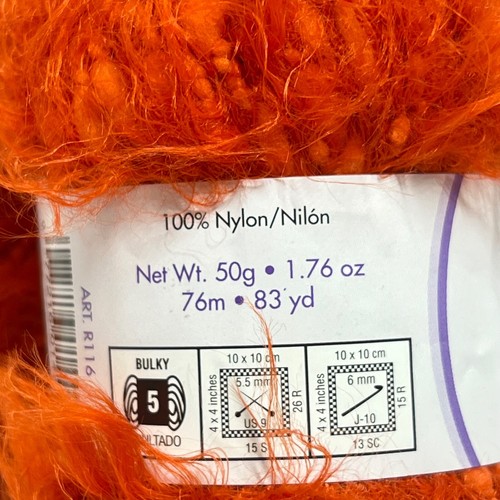 100% Nylon/Nilón
Net Wt. 50g • 1.76 oz
76m • 83 yd
ART. R116
BULKY
5
10 x 10 cm
4 x 4 inches
5.5 mm
US 9
26 R
15 S
10 x 10 cm
4 x 4 inches
6 mm
J-10
15 R
13 SC